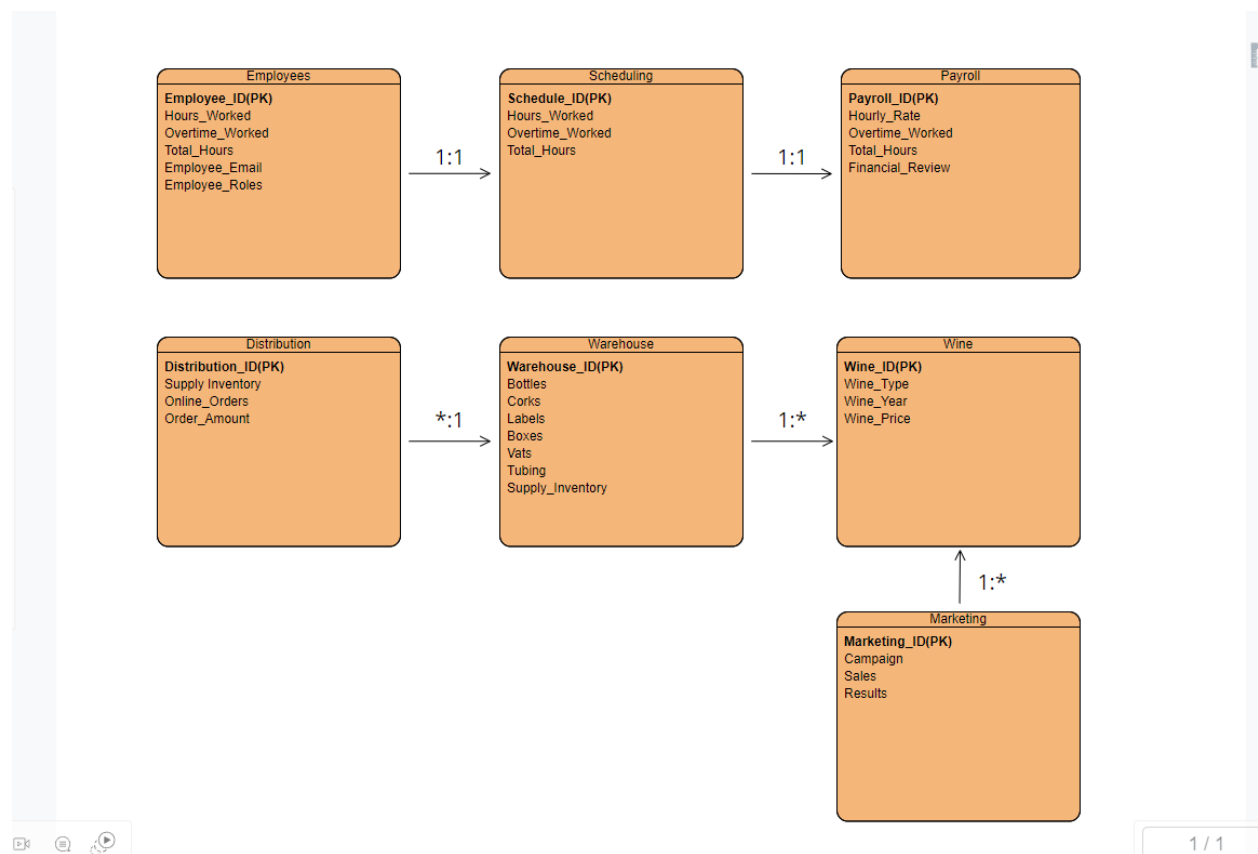 Employees
Employee_ID(PK)
Hours_Worked
Overtime_Worked
Total_Hours
Employee_Email
Employee_Roles
1:1
Scheduling
Schedule_ID(PK)
Hours_Worked
Overtime_Worked
Total_Hours
1:1
Payroll
Payroll_ID(PK)
Hourly_Rate
Overtime_Worked
Total_Hours
Financial_Review
Distribution
Distribution_ID(PK)
Supply Inventory
Online_Orders
Order_Amount
*:1
Warehouse
Warehouse_ID(PK)
Bottles
Corks
Labels
Boxes
Vats
Tubing
Supply_Inventory
1:*
Wine
Wine_ID(PK)
Wine_Type
Wine_Year
Wine_Price
1:*
Marketing
Marketing_ID(PK)
Campaign
Sales
Results
1 / 1